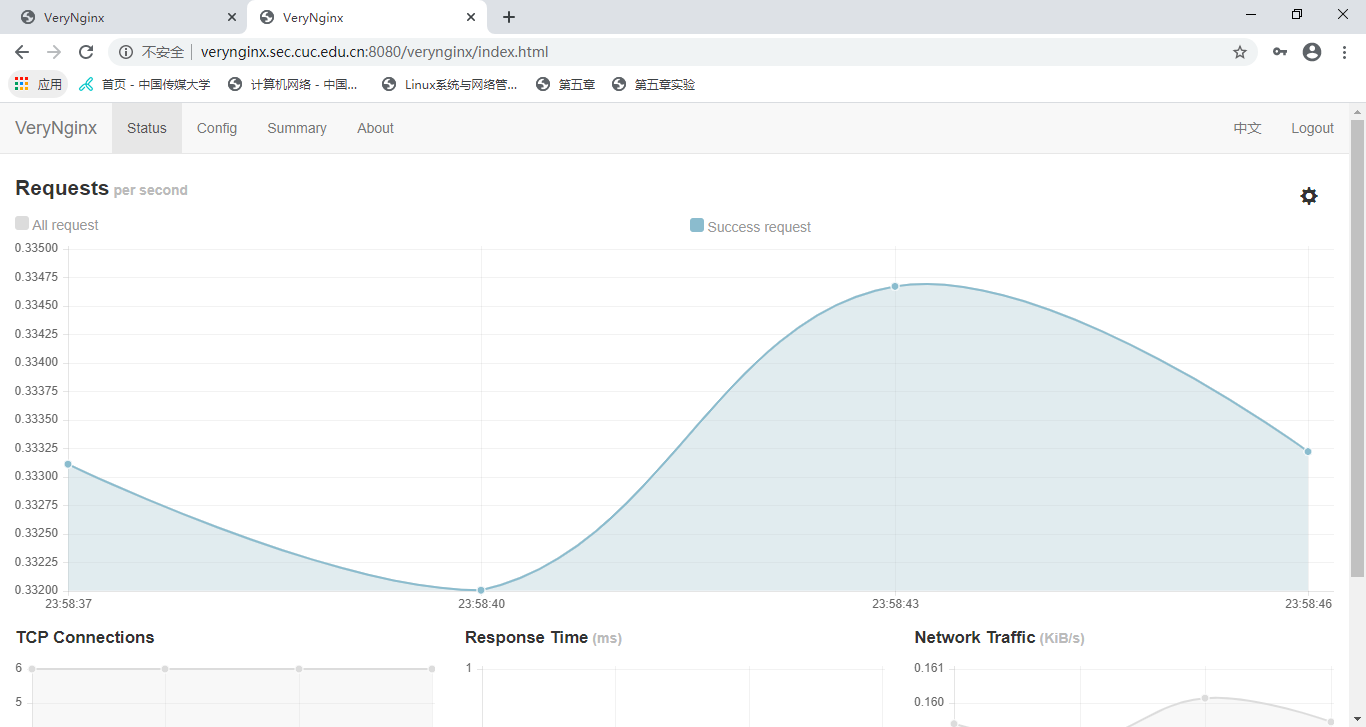 VeryNginx
VeryNginx
不安全 verynginx.sec.cuc.edu.cn:8080/verynginx/index.html
应用 首页 - 中国传媒大学 计算机网络 - 中国... Linux系统与网络管... 第五章 第五章实验
VeryNginx Status Config Summary About 中文 Logout
Requests per second
All request Success request
0.33500
0.33475
0.33450
0.33425
0.33400
0.33375
0.33350
0.33325
0.33300
0.33275
0.33250
0.33225
0.33200
23:58:37 23:58:40 23:58:43 23:58:46
TCP Connections
6
5
Response Time (ms)
1
Network Traffic (KiB/s)
0.161
0.160